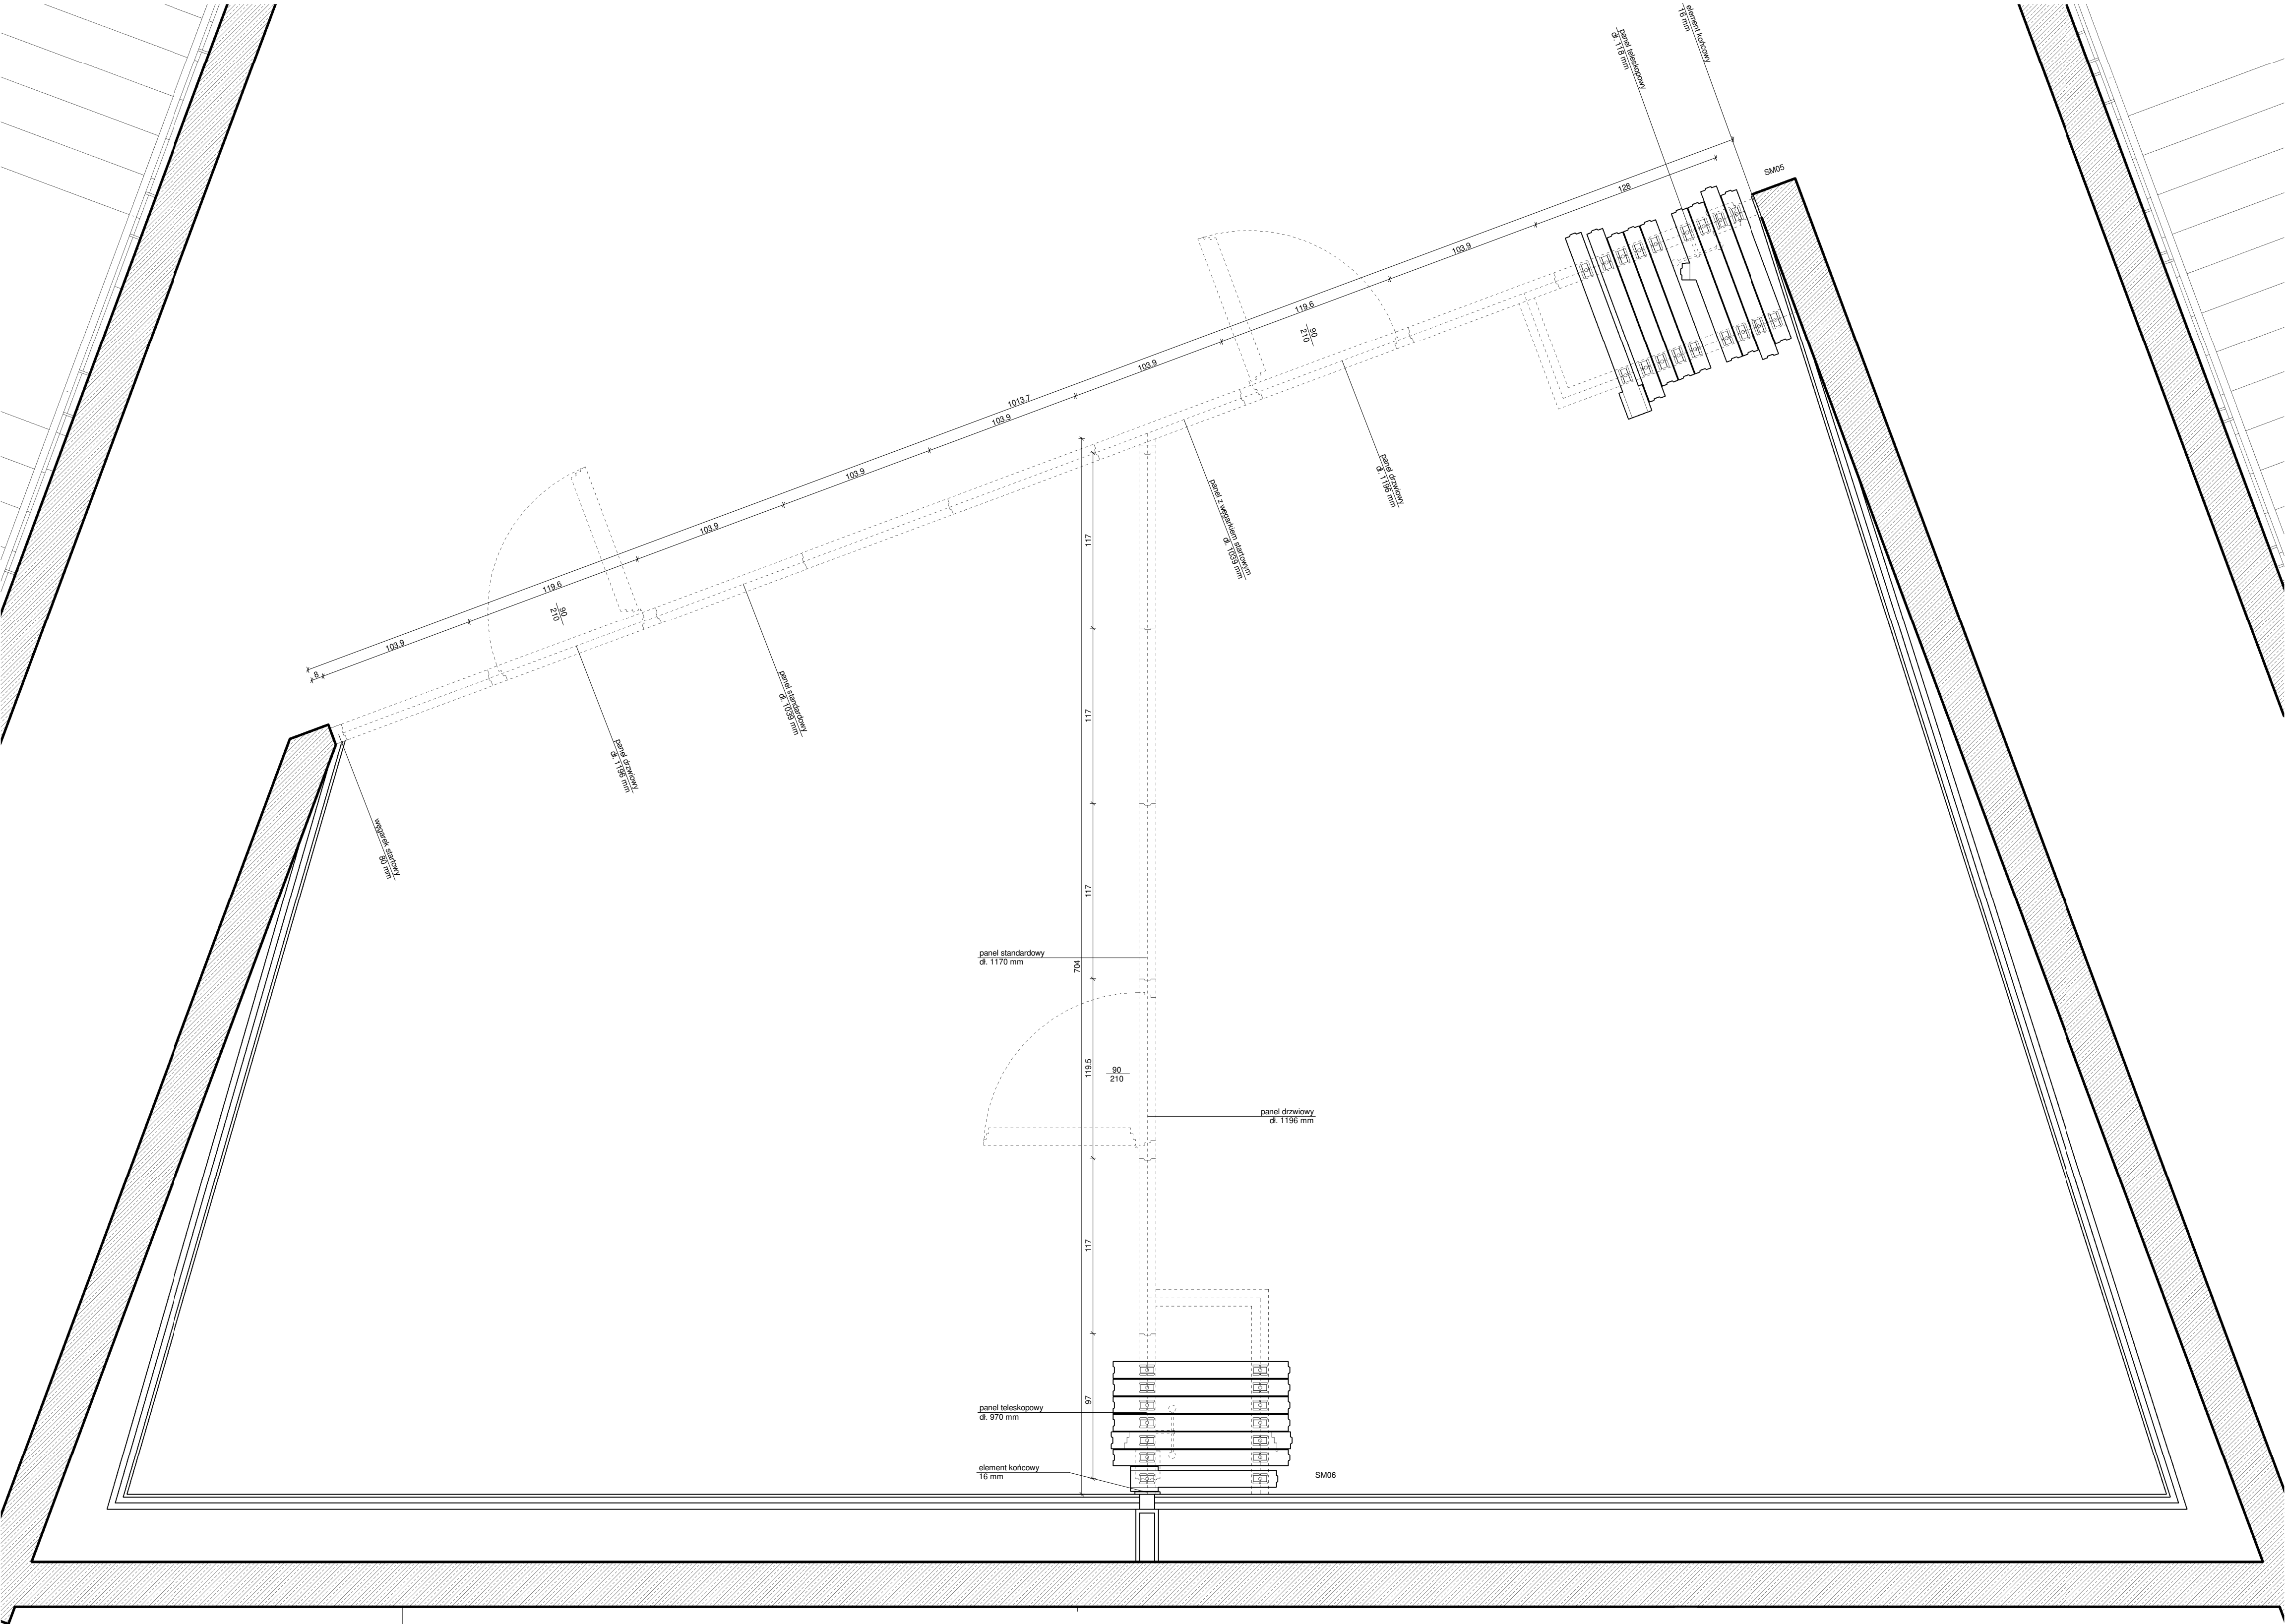 element końcowy
16 mm
panel teleskopowy
dł. 118 mm
SM05
128
103.9
119.6
90
210
103.9
1013.7
103.9
103.9
103.9
119.6
90
210
103.9
8
panel drzwiowy
dł. 1196 mm
panel z węgarkiem startowym
dł. 1039 mm
panel standardowy
dł. 1039 mm
panel drzwiowy
dł. 1196 mm
węgarek startowy
80 mm
117
117
117
panel standardowy
dł. 1170 mm
704
119.5
90
210
panel drzwiowy
dł. 1196 mm
117
97
panel teleskopowy
dł. 970 mm
element końcowy
16 mm
SM06